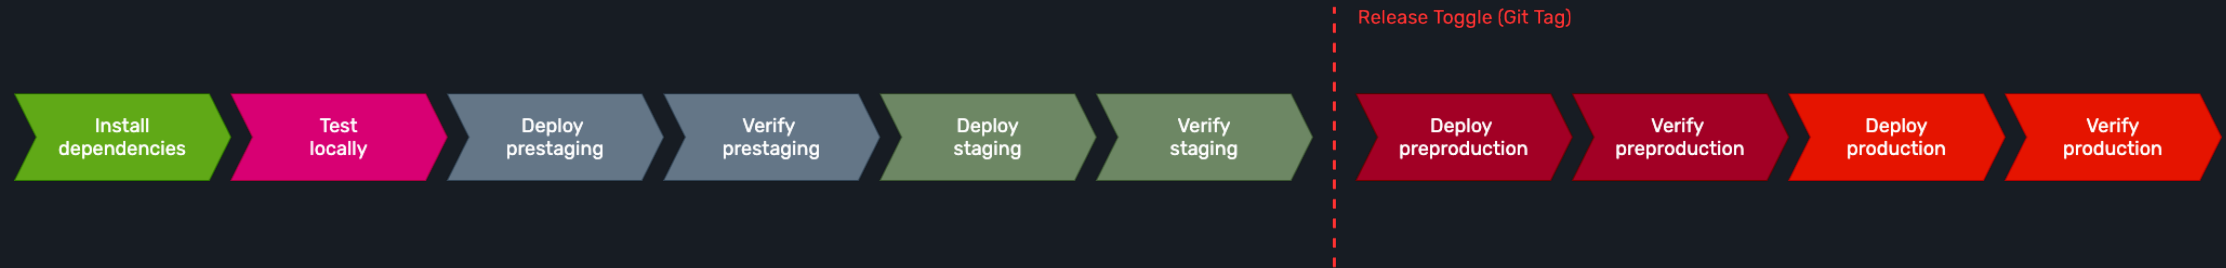 Release Toggle (Git Tag)
Install
dependencies
Test
locally
Deploy
prestaging
Verify
prestaging
Deploy
staging
Verify
staging
Deploy
preproduction
Verify
preproduction
Deploy
production
Verify
production